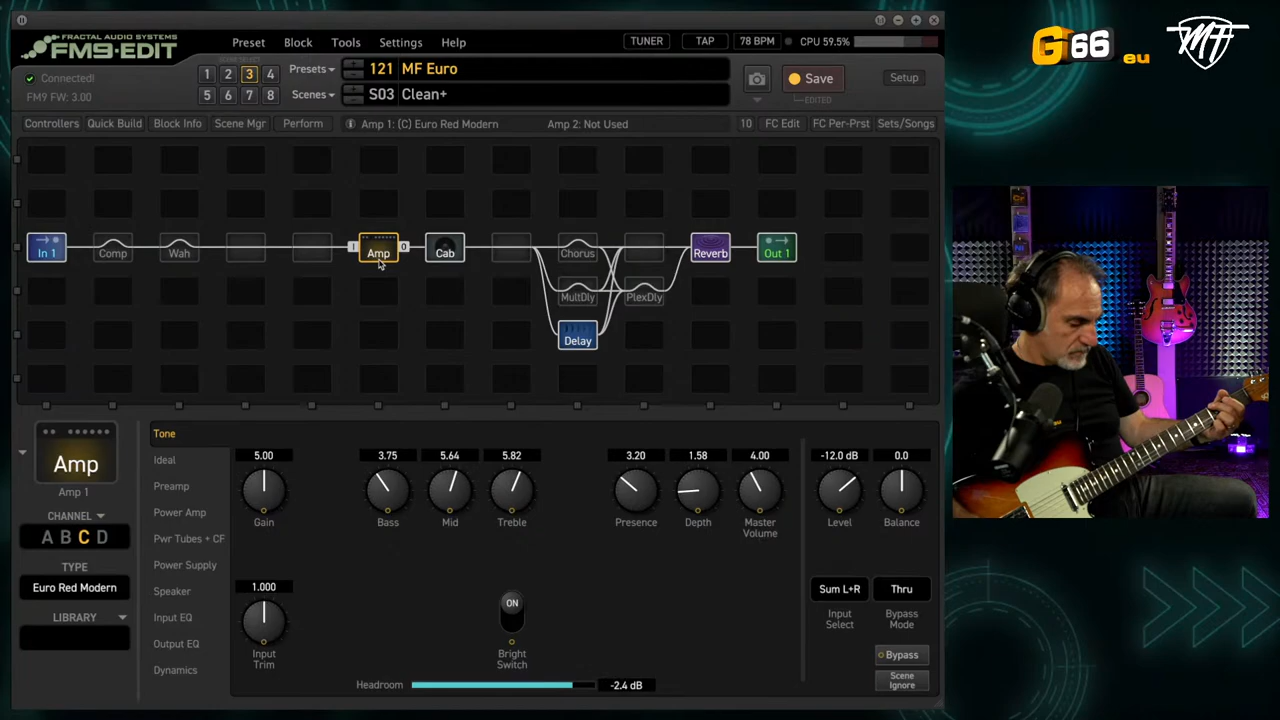 FRACTAL AUDIO SYSTEMS
FM9-EDIT
Preset Block Tools Settings Help
TUNER TAP 78 BPM CPU 59.5%
Connected!
FM9 FW: 3.00
SCENE SELECT
1 2 3 4
5 6 7 8
Presets 121 MF Euro
Scenes S03 Clean+
Save
EDITED
Setup
Controllers Quick Build Block Info Scene Mgr Perform Amp 1: (C) Euro Red Modern Amp 2: Not Used 10 FC Edit FC Per-Prst Sets/Songs
In 1 Comp Wah Amp Cab Chorus Reverb Out 1
MultDly PlexDly
Delay
Amp
Amp 1
CHANNEL
A B C D
TYPE
Euro Red Modern
LIBRARY
Tone
Ideal
Preamp
Power Amp
Pwr Tubes + CF
Power Supply
Speaker
Input EQ
Output EQ
Dynamics
5.00 3.75 5.64 5.82 3.20 1.58 4.00 -12.0 dB 0.0
Gain Bass Mid Treble Presence Depth Master Volume Level Balance
1.000
Input Trim
ON
Bright Switch
Sum L+R Thru
Input Select Bypass Mode
Bypass
Scene Ignore
Headroom -2.4 dB
G66 eu
MF